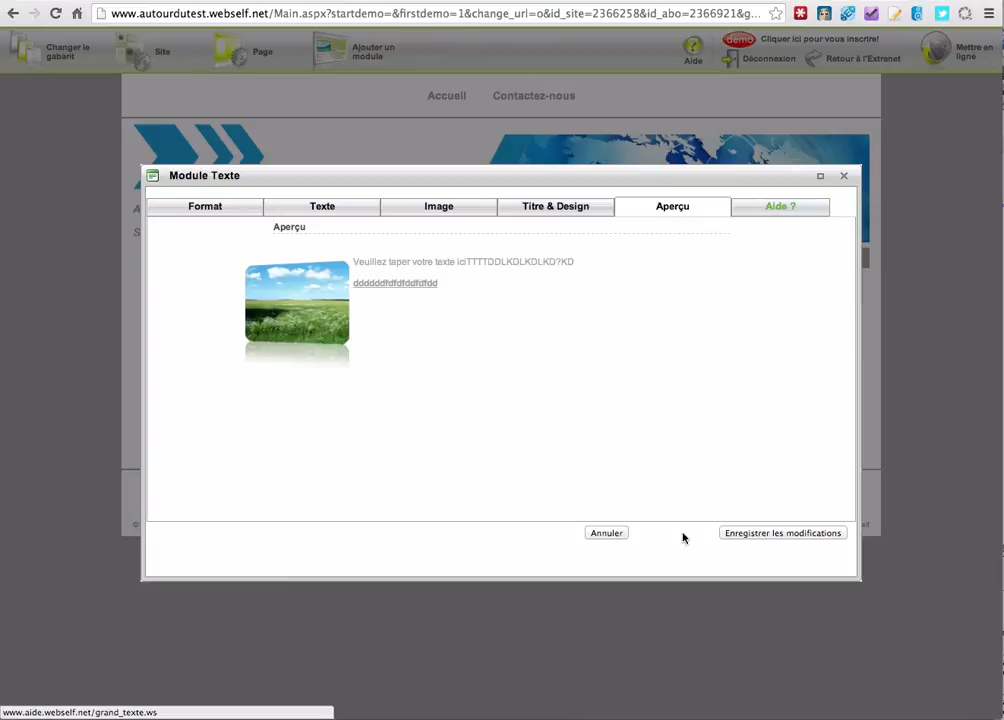 www.autourdutest.webself.net/Main.aspx?startdemo=&firstdemo=1&change_url=o&id_site=2366258&id_abo=2366921&g...
Changer le gabarit
Site
Page
Ajouter un module
Aide
demo Cliquer ici pour vous inscrire!
Déconnexion
Retour à l'Extranet
Mettre en ligne
Accueil Contactez-nous
Module Texte
Format Texte Image Titre & Design Aperçu Aide ?
Aperçu
Veuillez taper votre texte iciTTTTDDLKDLKDLKD?KD
ddddddfdfdfddfdfdd
Annuler Enregistrer les modifications
www.aide.webself.net/grand_texte.ws